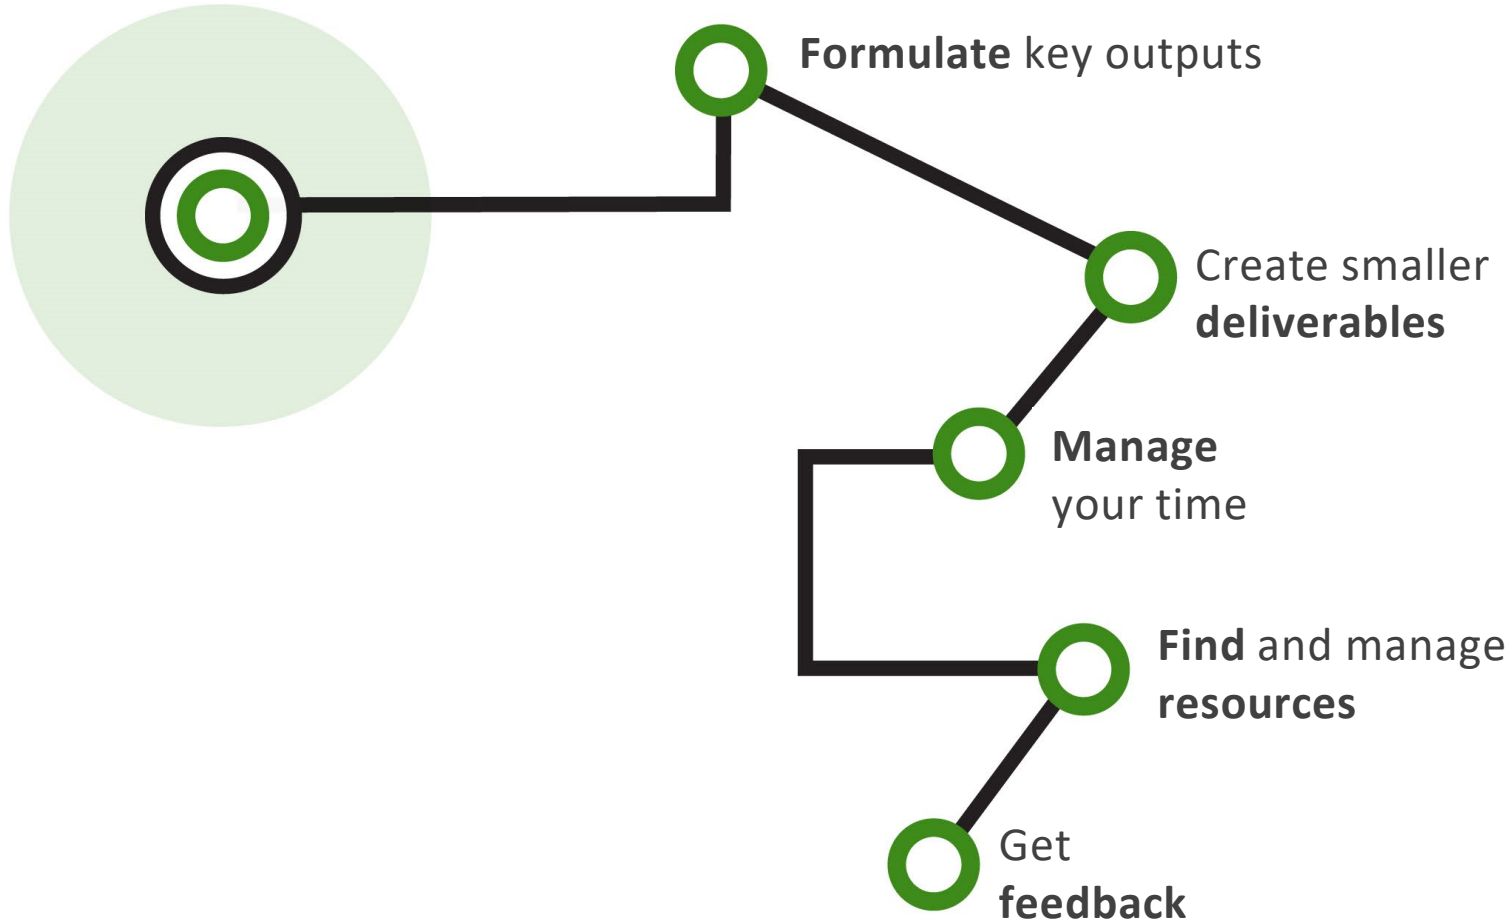 Formulate key outputs
Create smaller
deliverables
Manage
your time
Find and manage
resources
Get
feedback